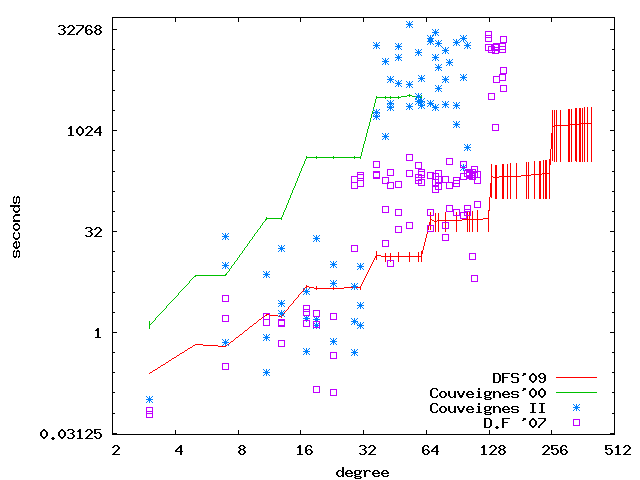 32768
1024
32
1
0.03125
seconds
2 4 8 16 32 64 128 256 512
degree
DFS'09
Couveignes'00
Couveignes II
D.F '07